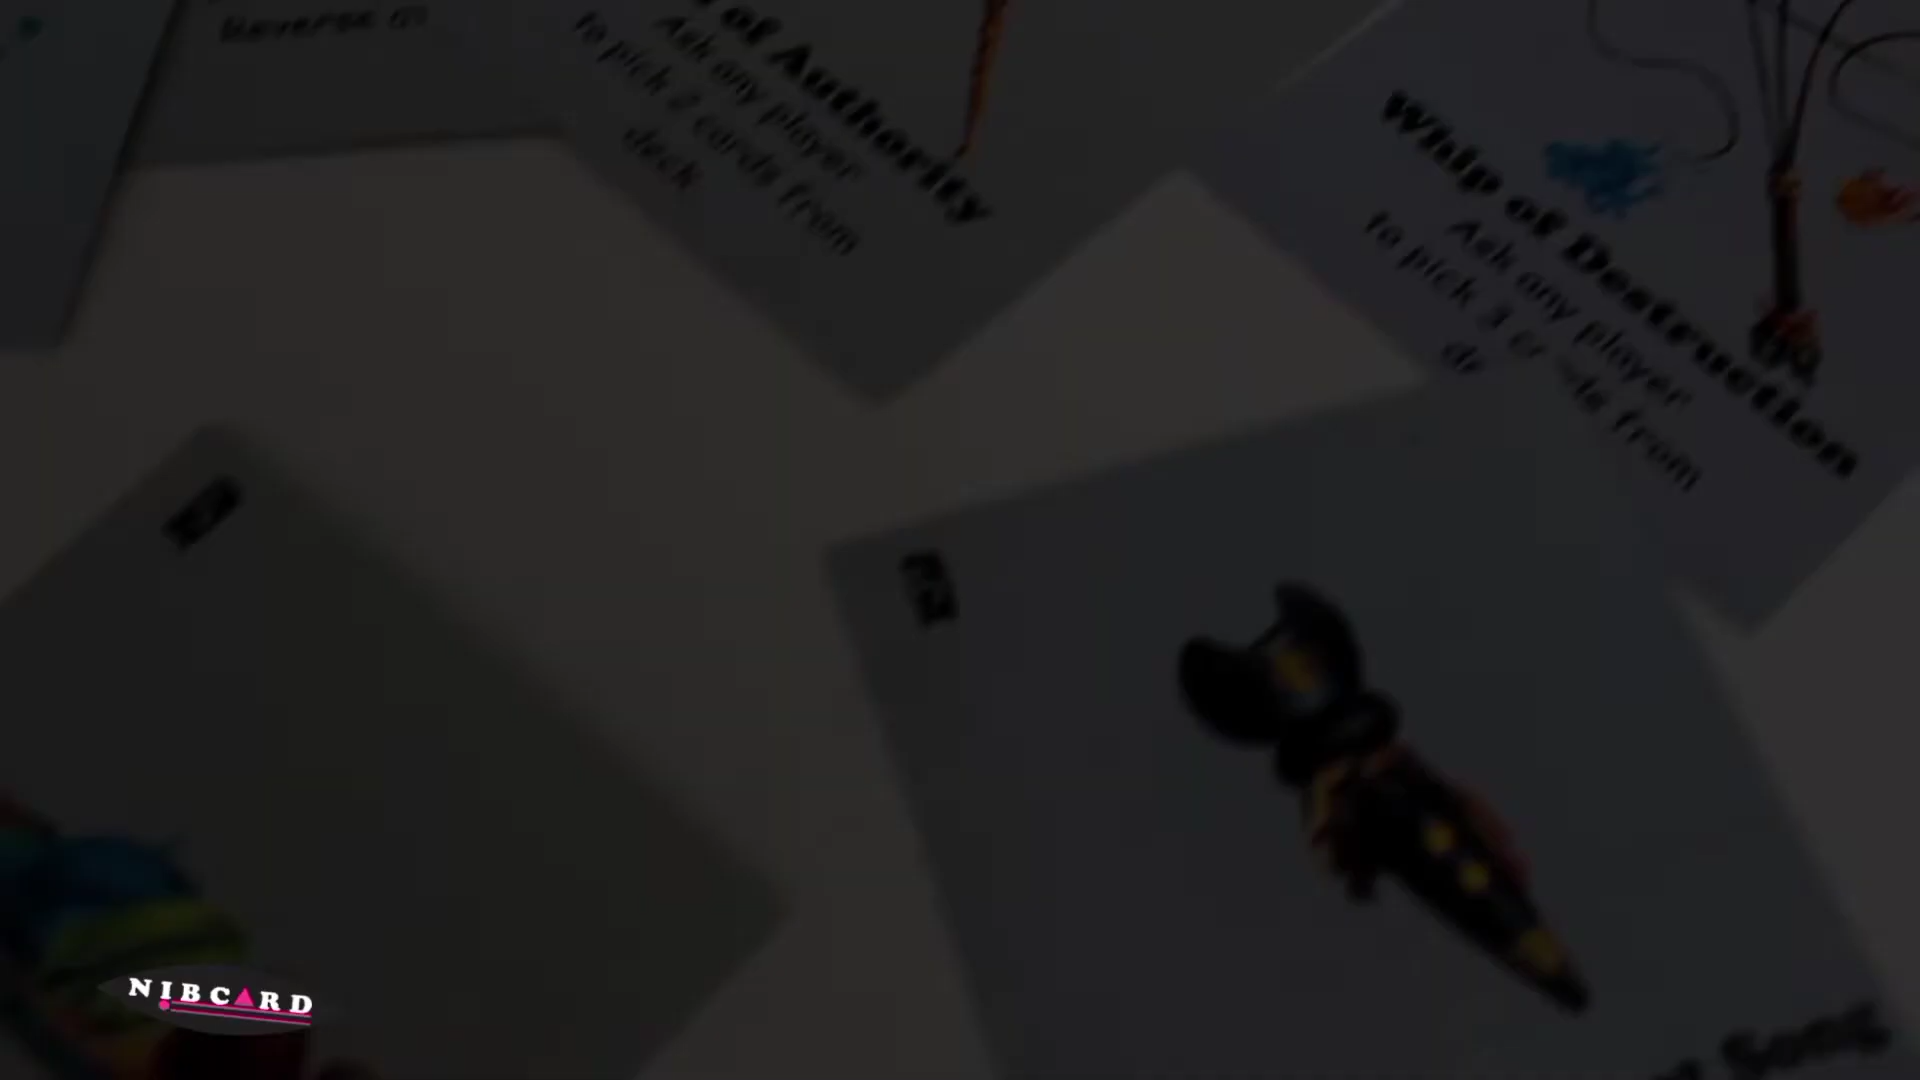 Reverse
of Authority
Ask any player
to pick 2 cards from
deck
Whip of Destruction
Ask any player
to pick 3
from
NIBCARD